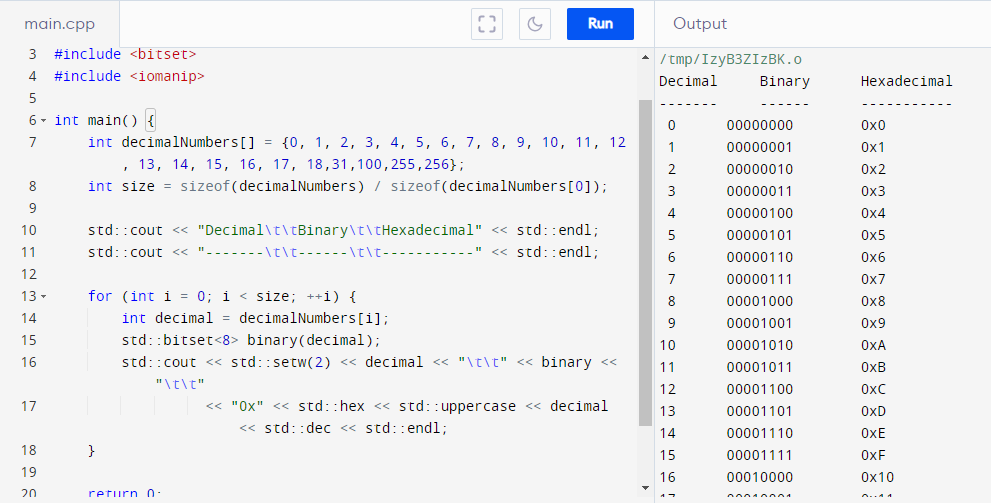 main.cpp
Run
Output
3 #include <bitset>
4 #include <iomanip>
5
6 int main() {
7 int decimalNumbers[] = {0, 1, 2, 3, 4, 5, 6, 7, 8, 9, 10, 11, 12
, 13, 14, 15, 16, 17, 18,31,100,255,256};
8 int size = sizeof(decimalNumbers) / sizeof(decimalNumbers[0]);
9
10 std::cout << "Decimal\t\tBinary\t\tHexadecimal" << std::endl;
11 std::cout << "-------\t\t------\t\t-----------" << std::endl;
12
13 for (int i = 0; i < size; ++i) {
14 int decimal = decimalNumbers[i];
15 std::bitset<8> binary(decimal);
16 std::cout << std::setw(2) << decimal << "\t\t" << binary <<
"\t\t"
17 << "0x" << std::hex << std::uppercase << decimal
<< std::dec << std::endl;
18 }
19
20 return 0;
/tmp/IzyB3ZIzBK.o
Decimal Binary Hexadecimal
------- ------ -----------
0 00000000 0x0
1 00000001 0x1
2 00000010 0x2
3 00000011 0x3
4 00000100 0x4
5 00000101 0x5
6 00000110 0x6
7 00000111 0x7
8 00001000 0x8
9 00001001 0x9
10 00001010 0xA
11 00001011 0xB
12 00001100 0xC
13 00001101 0xD
14 00001110 0xE
15 00001111 0xF
16 00010000 0x10
17 00010001 0x11